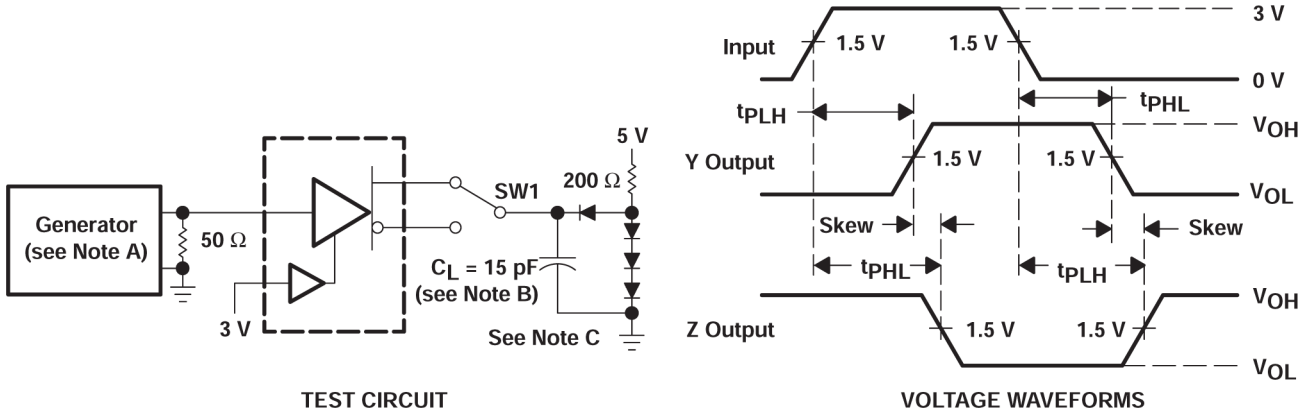 Generator
(see Note A)
50 Ω
3 V
SW1
5 V
200 Ω
CL = 15 pF
(see Note B)
See Note C
TEST CIRCUIT
Input
1.5 V
1.5 V
3 V
0 V
tPLH
tPHL
Y Output
1.5 V
1.5 V
VOH
VOL
Skew
Skew
tPHL
tPLH
Z Output
1.5 V
1.5 V
VOH
VOL
VOLTAGE WAVEFORMS